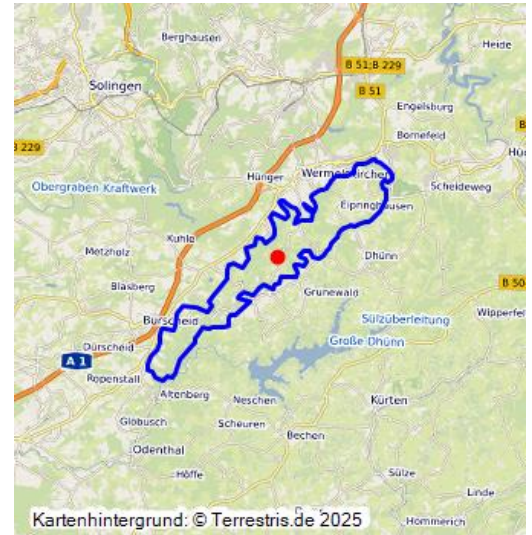 Berghausen
Heide
B 51;B 229
Solingen
B 51
Engelsburg
Bornefeld
B 229
Hünger
Wermelskirchen
Scheideweg
Obergraben Kraftwerk
Eipringhausen
Kuhle
Metzholz
Dhünn
Blasberg
Grunewald
B 50
Wipperfel
Burscheid
Sülzüberleitung
Dürscheid
Große Dhünn
A 1
Ropenstall
Altenberg
Neschen
Kürten
Globusch
Scheuren
Bechen
Odenthal
Höffe
Sülze
Linde
Hommerich
Kartenhintergrund: © Terrestris.de 2025